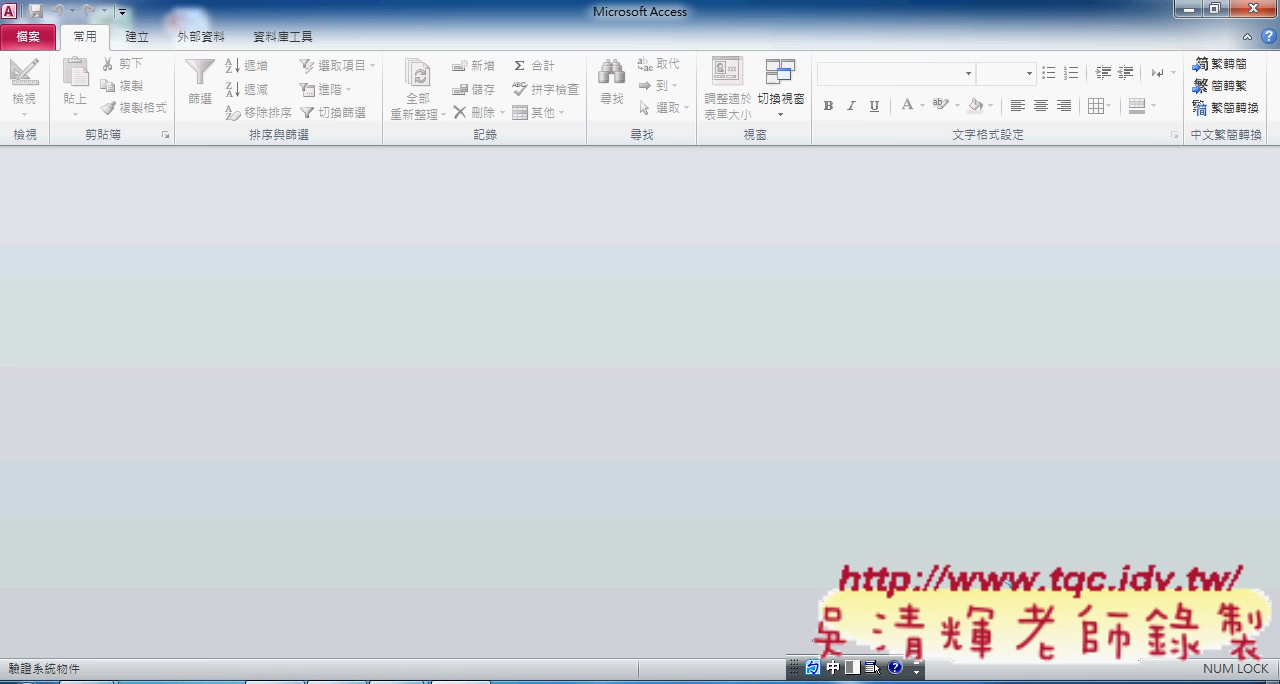 Microsoft Access
檔案 常用 建立 外部資料 資料庫工具
檢視
檢視
貼上
剪下
複製
複製格式
剪貼簿
篩選
遞增
遞減
移除排序
選取項目
進階
切換篩選
排序與篩選
全部
重新整理
新增
儲存
刪除
Σ 合計
拼字檢查
其他
記錄
尋找
取代
到
選取
尋找
調整適於
表單大小
切換視窗
視窗
B I U A
文字格式設定
繁轉簡
簡轉繁
繁簡轉換
中文繁簡轉換
http://www.tqc.idv.tw/
吳清輝老師錄製
驗證系統物件
中
NUM LOCK